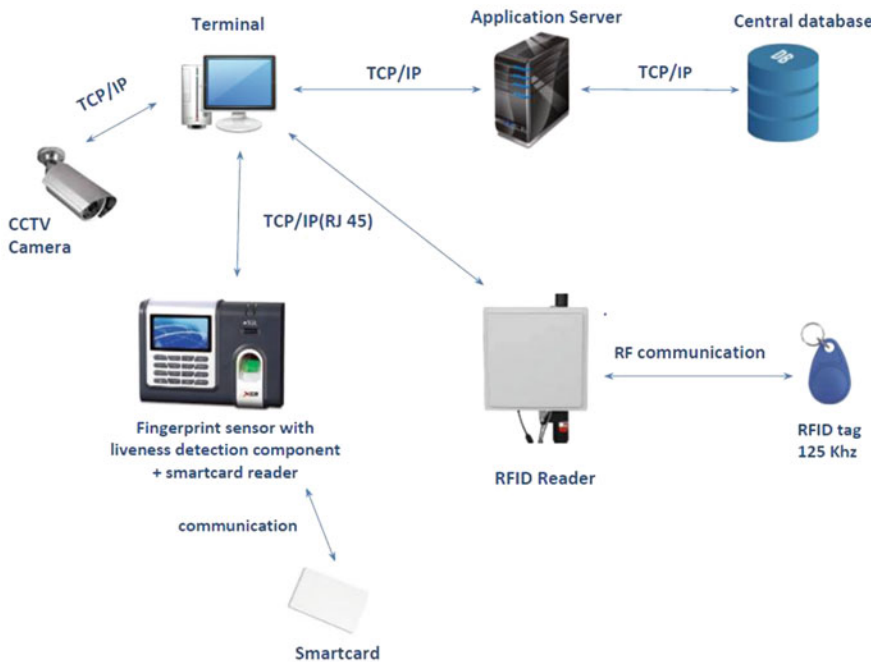 Terminal
Application Server
Central database
TCP/IP
TCP/IP
TCP/IP
DB
CCTV
Camera
TCP/IP(RJ 45)
RF communication
Fingerprint sensor with
liveness detection component
+ smartcard reader
RFID Reader
RFID tag
125 Khz
communication
Smartcard